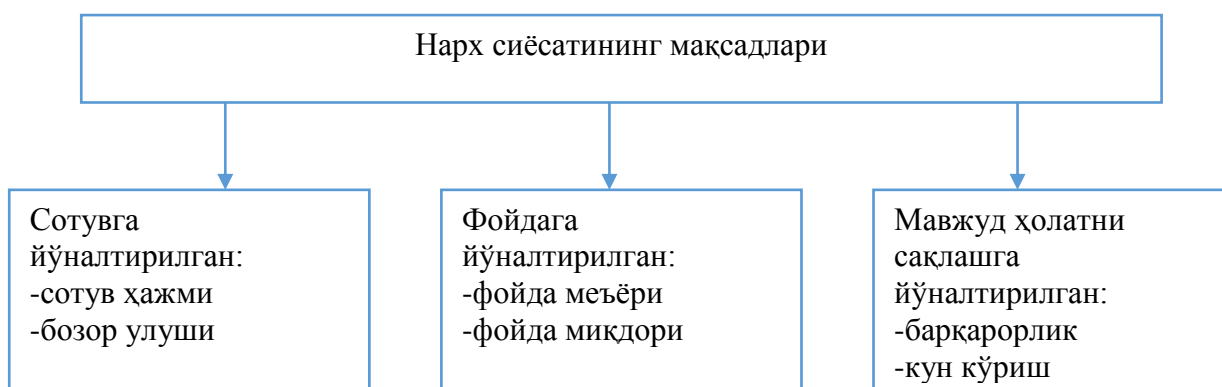 Нарх сиёсатининг мақсадлари
Сотувга
йўналтирилган:
-сотув ҳажми
-бозор улуши
Фойдага
йўналтирилган:
-фойда меъёри
-фойда миқдори
Мавжуд ҳолатни
сақлашга
йўналтирилган:
-барқарорлик
-кун кўриш